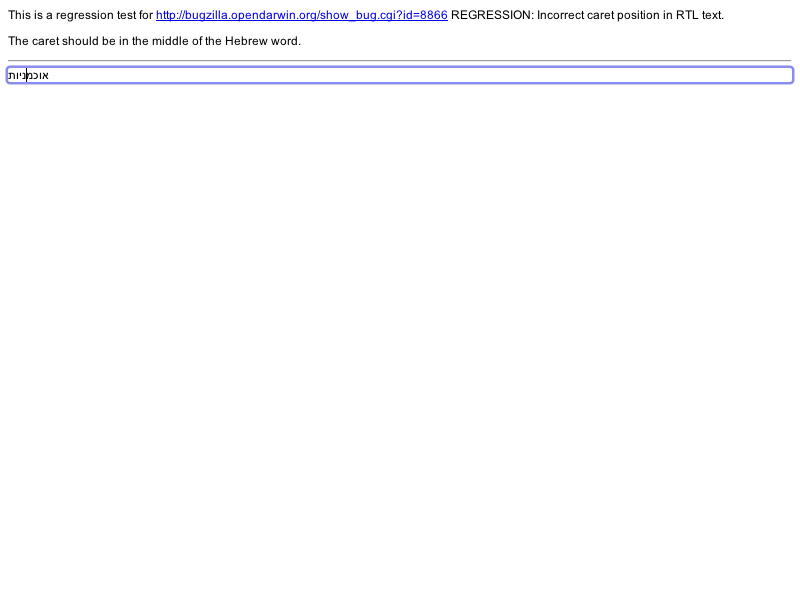 This is a regression test for http://bugzilla.opendarwin.org/show_bug.cgi?id=8866 REGRESSION: Incorrect caret position in RTL text.
The caret should be in the middle of the Hebrew word.
אוכמניות